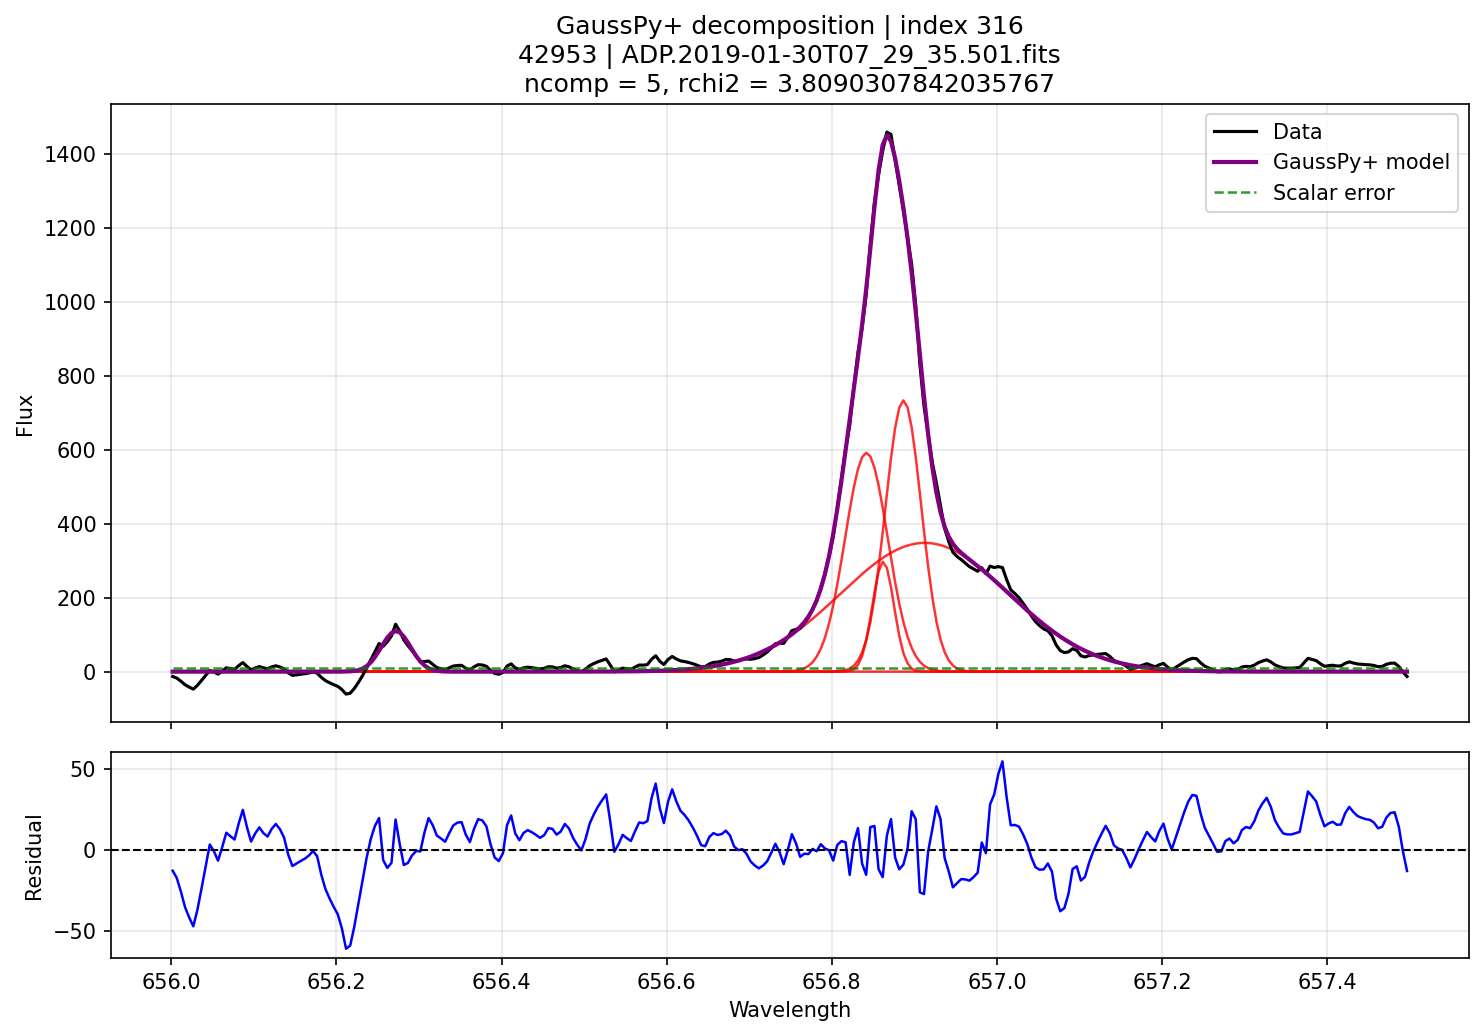 GaussPy+ decomposition | index 316
42953 | ADP.2019-01-30T07_29_35.501.fits
ncomp = 5, rchi2 = 3.8090307842035767
Data
GaussPy+ model
Scalar error
Flux
1400
1200
1000
800
600
400
200
0
Residual
50
0
−50
656.0
656.2
656.4
656.6
656.8
657.0
657.2
657.4
Wavelength